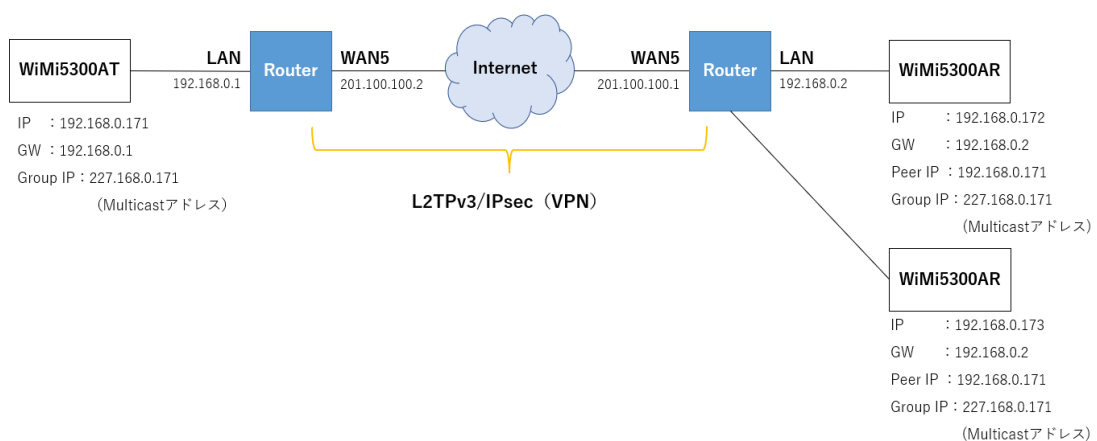 WiMi5300AT
LAN
192.168.0.1
Router
WAN5
201.100.100.2
Internet
WAN5
201.100.100.1
Router
LAN
192.168.0.2
WiMi5300AR
IP :192.168.0.171
GW :192.168.0.1
Group IP:227.168.0.171
(Multicastアドレス)
L2TPv3/IPsec(VPN)
IP :192.168.0.172
GW :192.168.0.2
Peer IP :192.168.0.171
Group IP:227.168.0.171
(Multicastアドレス)
WiMi5300AR
IP :192.168.0.173
GW :192.168.0.2
Peer IP :192.168.0.171
Group IP:227.168.0.171
(Multicastアドレス)